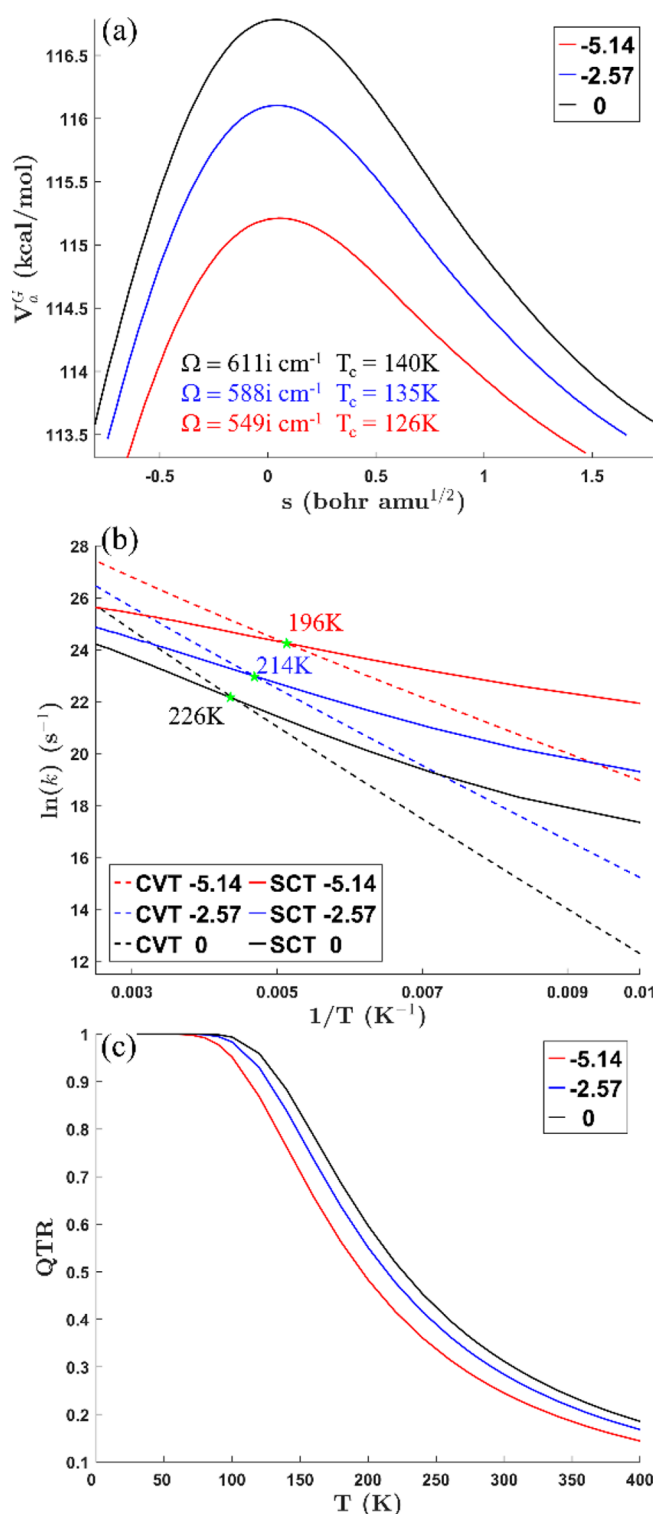 (a)
-5.14
-2.57
0
116.5
116
115.5
115
114.5
114
113.5
V_a^G (kcal/mol)
Ω = 611i cm⁻¹ T_c = 140K
Ω = 588i cm⁻¹ T_c = 135K
Ω = 549i cm⁻¹ T_c = 126K
-0.5 0 0.5 1 1.5
s (bohr amu^{1/2})
(b)
28
26
24
22
20
18
16
14
12
ln(k) (s⁻¹)
196K
214K
226K
CVT -5.14 SCT -5.14
CVT -2.57 SCT -2.57
CVT 0 SCT 0
0.003 0.005 0.007 0.009 0.01
1/T (K⁻¹)
(c)
-5.14
-2.57
0
1
0.9
0.8
0.7
0.6
0.5
0.4
0.3
0.2
0.1
QTR
0 50 100 150 200 250 300 350 400
T (K)